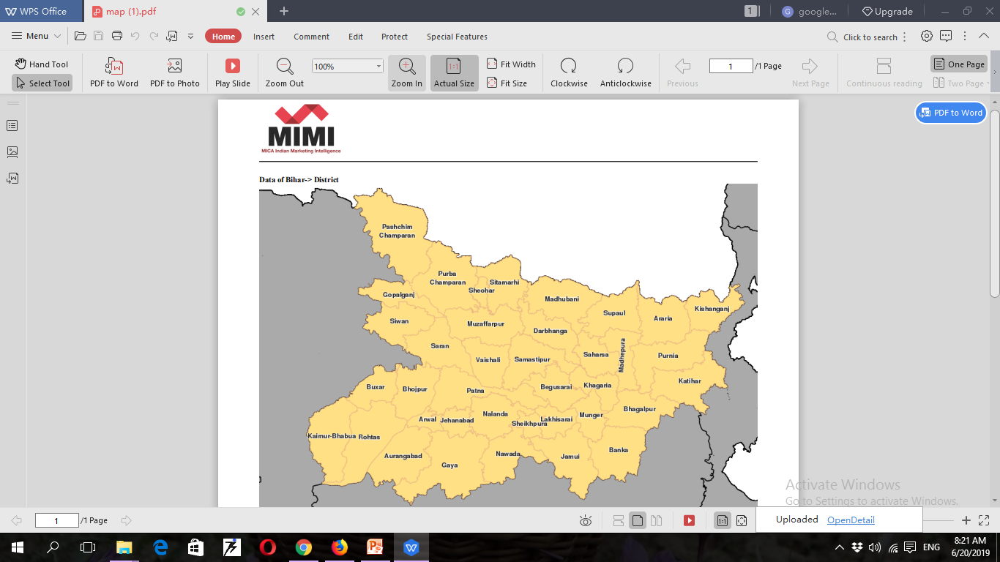 WPS Office
map (1).pdf
1
G google...
Upgrade
Menu
Home
Insert
Comment
Edit
Protect
Special Features
Click to search
Hand Tool
Select Tool
PDF to Word
PDF to Photo
Play Slide
Zoom Out
100%
Zoom In
1:1
Actual Size
Fit Width
Fit Size
Clockwise
Anticlockwise
Previous
1 /1 Page
Next Page
Continuous reading
One Page
Two Page
PDF to Word
MIMI
MICA Indian Marketing Intelligence
Data of Bihar-> District
Pashchim
Champaran
Purba
Champaran
Sitamarhi
Sheohar
Gopalganj
Madhubani
Kishanganj
Supaul
Araria
Siwan
Muzaffarpur
Darbhanga
Saran
Vaishali
Samastipur
Saharsa
Madhepura
Purnia
Katihar
Buxar
Bhojpur
Patna
Begusarai
Khagaria
Bhagalpur
Arwal
Jehanabad
Nalanda
Sheikhpura
Lakhisarai
Munger
Kaimur-Bhabua
Rohtas
Aurangabad
Gaya
Nawada
Jamui
Banka
Activate Windows
Go to Settings to activate Windows.
1 /1 Page
1:1
Uploaded OpenDetail
ENG
8:21 AM
6/20/2019